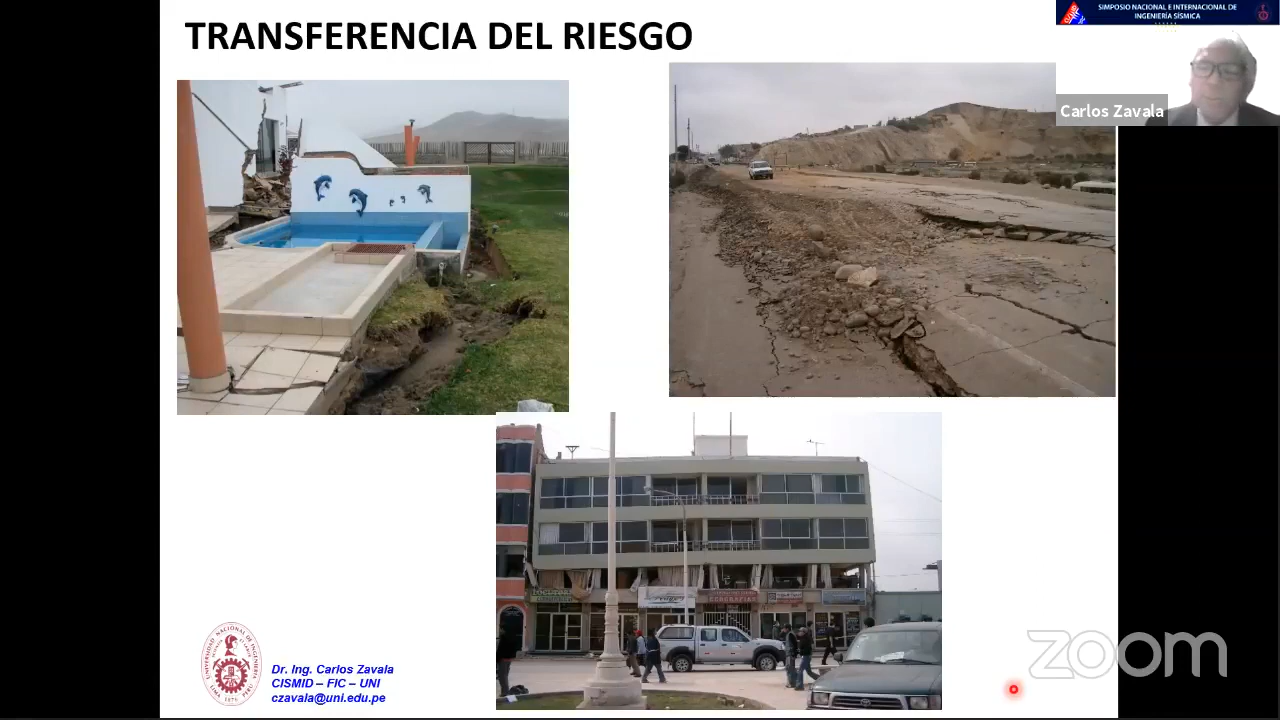 TRANSFERENCIA DEL RIESGO
SIMPOSIO NACIONAL E INTERNACIONAL DE
INGENIERÍA SÍSMICA
Carlos Zavala
Dr. Ing. Carlos Zavala
CISMID – FIC – UNI
czavala@uni.edu.pe
zoom